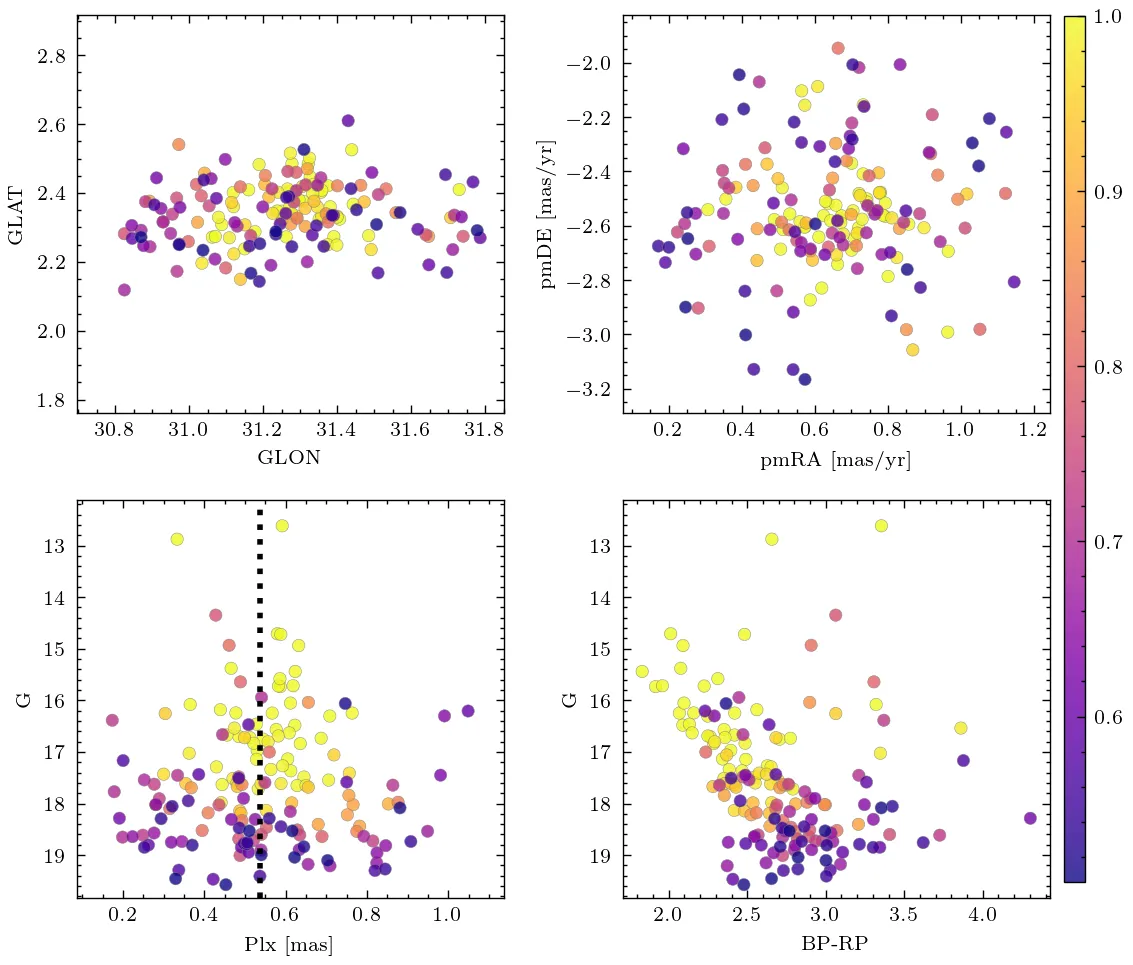 2.8
2.6
2.4
2.2
2.0
1.8
GLAT
30.8 31.0 31.2 31.4 31.6 31.8
GLON
−2.0
−2.2
−2.4
−2.6
−2.8
−3.0
−3.2
pmDE [mas/yr]
0.2 0.4 0.6 0.8 1.0 1.2
pmRA [mas/yr]
1.0
0.9
0.8
0.7
0.6
13
14
15
16
17
18
19
G
0.2 0.4 0.6 0.8 1.0
Plx [mas]
13
14
15
16
17
18
19
G
2.0 2.5 3.0 3.5 4.0
BP-RP